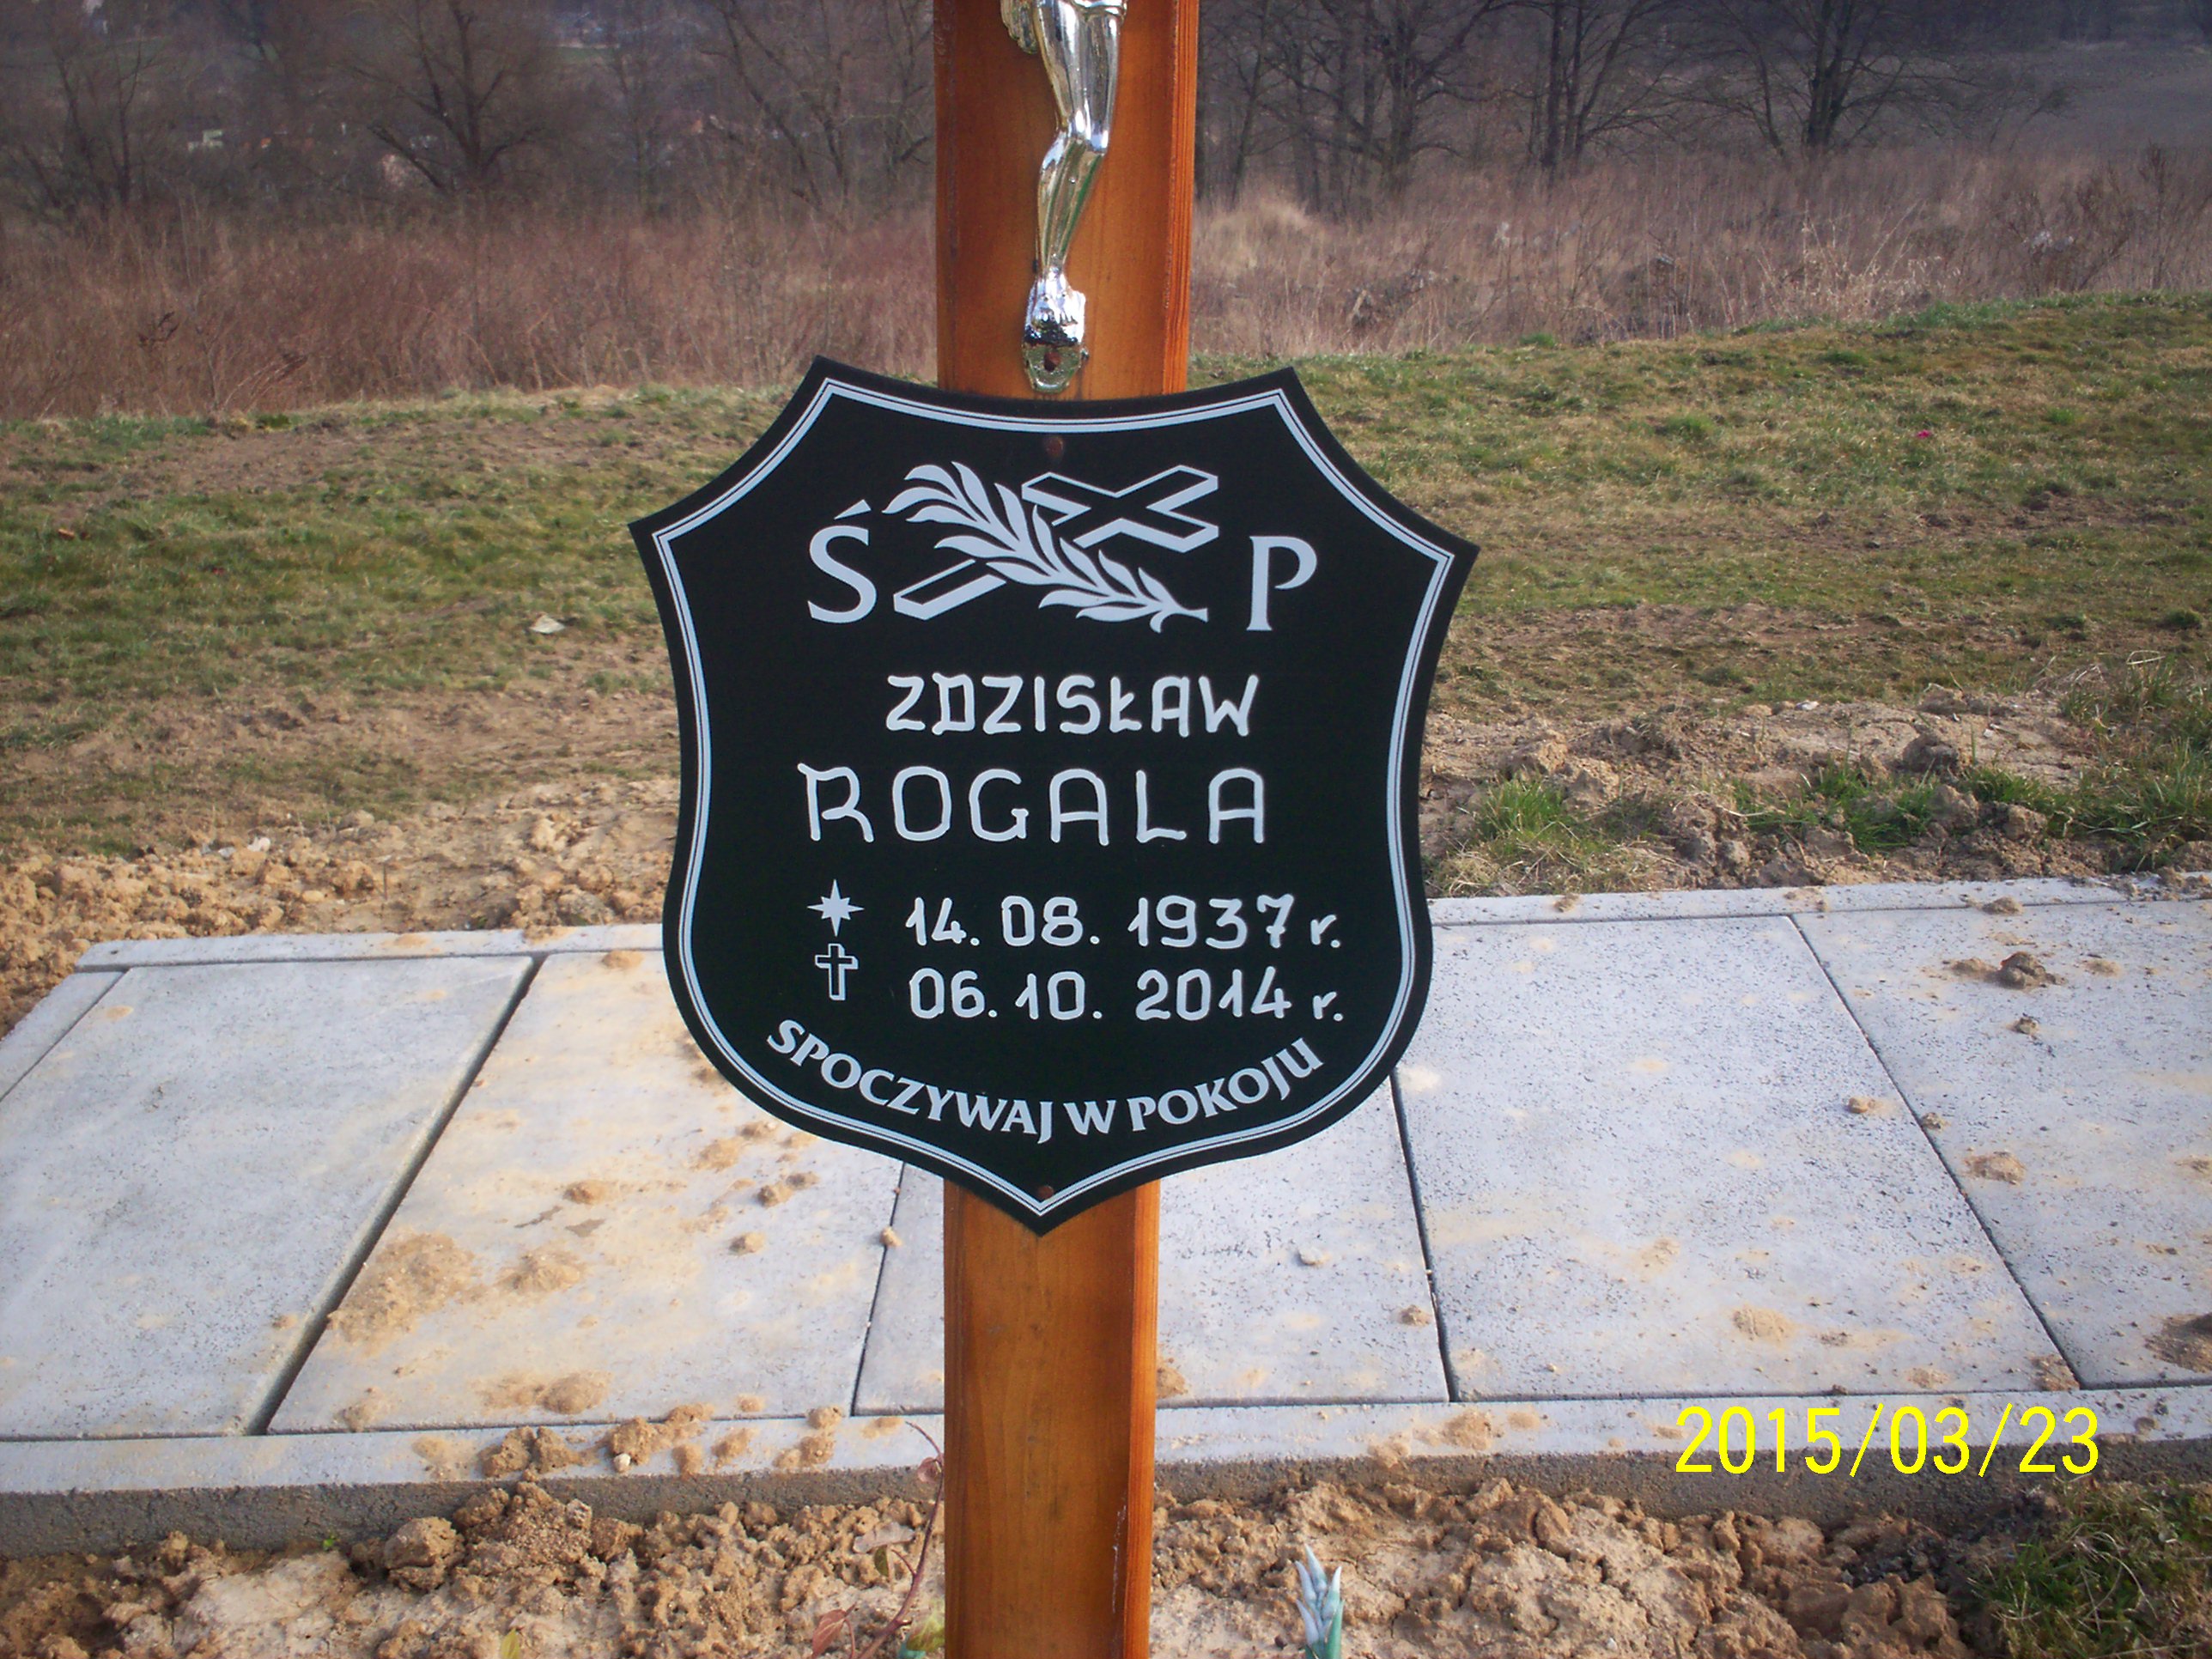 Ś P
ZDZISŁAW
ROGALA
14. 08. 1937 r.
06. 10. 2014 r.
SPOCZYWAJ W POKOJU
2015/03/23